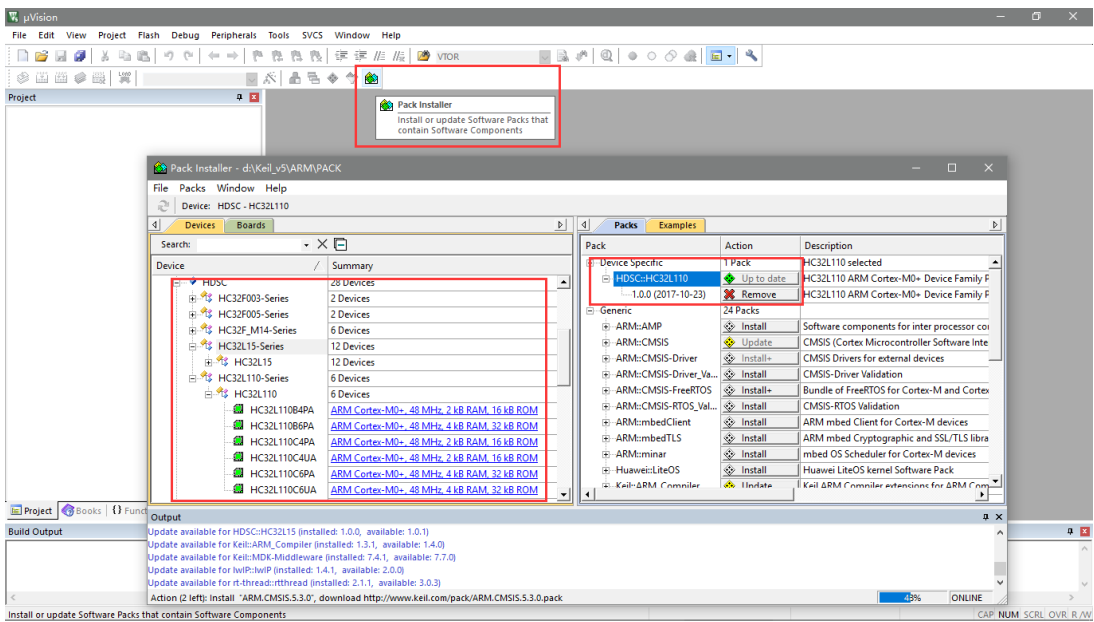 µVision
File Edit View Project Flash Debug Peripherals Tools SVCS Window Help
VTOR
LOAD
Project
Pack Installer
Install or update Software Packs that
contain Software Components
Pack Installer - d:\Keil_v5\ARM\PACK
File Packs Window Help
Device: HDSC - HC32L110
Devices Boards
Search:
Device / Summary
HDSC 28 Devices
HC32F003-Series 2 Devices
HC32F005-Series 2 Devices
HC32F_M14-Series 6 Devices
HC32L15-Series 12 Devices
HC32L15 12 Devices
HC32L110-Series 6 Devices
HC32L110 6 Devices
HC32L110B4PA ARM Cortex-M0+, 48 MHz, 2 kB RAM, 16 kB ROM
HC32L110B6PA ARM Cortex-M0+, 48 MHz, 4 kB RAM, 32 kB ROM
HC32L110C4PA ARM Cortex-M0+, 48 MHz, 2 kB RAM, 16 kB ROM
HC32L110C4UA ARM Cortex-M0+, 48 MHz, 2 kB RAM, 16 kB ROM
HC32L110C6PA ARM Cortex-M0+, 48 MHz, 4 kB RAM, 32 kB ROM
HC32L110C6UA ARM Cortex-M0+, 48 MHz, 4 kB RAM, 32 kB ROM
Packs Examples
Pack Action Description
Device Specific 1 Pack HC32L110 selected
HDSC::HC32L110 Up to date HC32L110 ARM Cortex-M0+ Device Family P
1.0.0 (2017-10-23) Remove HC32L110 ARM Cortex-M0+ Device Family P
Generic 24 Packs
ARM::AMP Install Software components for inter processor co
ARM::CMSIS Update CMSIS (Cortex Microcontroller Software Inte
ARM::CMSIS-Driver Install+ CMSIS Drivers for external devices
ARM::CMSIS-Driver_Va... Install CMSIS-Driver Validation
ARM::CMSIS-FreeRTOS Install+ Bundle of FreeRTOS for Cortex-M and Cortex
ARM::CMSIS-RTOS_Val... Install CMSIS-RTOS Validation
ARM::mbedClient Install ARM mbed Client for Cortex-M devices
ARM::mbedTLS Install ARM mbed Cryptographic and SSL/TLS libra
ARM::minar Install mbed OS Scheduler for Cortex-M devices
Huawei::LiteOS Install Huawei LiteOS kernel Software Pack
Keil::ARM_Compiler Update Keil ARM Compiler extensions for ARM Com
Project Books {} Funct
Output
Update available for HDSC::HC32L15 (installed: 1.0.0, available: 1.0.1)
Update available for Keil::ARM_Compiler (installed: 1.3.1, available: 1.4.0)
Update available for Keil::MDK-Middleware (installed: 7.4.1, available: 7.7.0)
Update available for lwIP::lwIP (installed: 1.4.1, available: 2.0.0)
Update available for rt-thread::rtthread (installed: 2.1.1, available: 3.0.3)
Action (2 left): Install "ARM.CMSIS.5.3.0", download http://www.keil.com/pack/ARM.CMSIS.5.3.0.pack 43% ONLINE
Build Output
Install or update Software Packs that contain Software Components CAP NUM SCRL OVR R/W